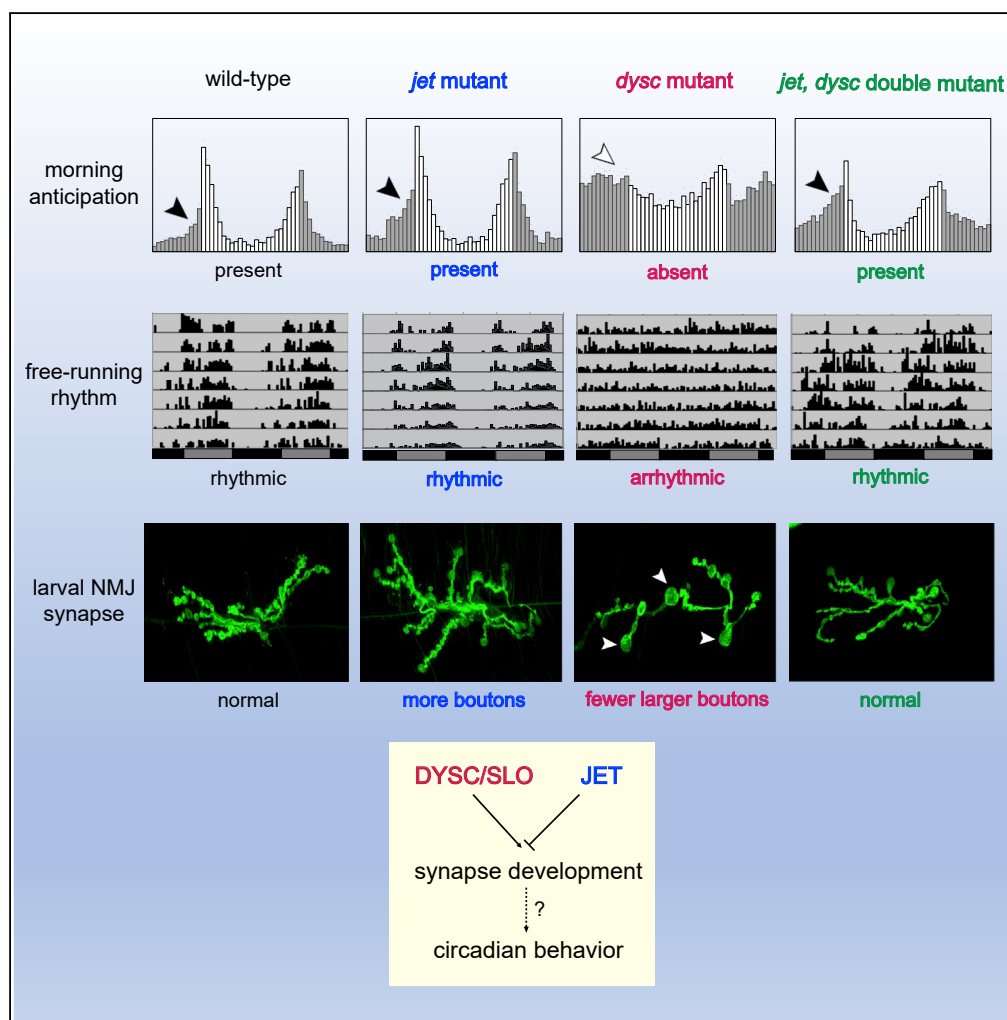 wild-type
jet mutant
dysc mutant
jet, dysc double mutant
morning
anticipation
present
present
absent
present
free-running
rhythm
rhythmic
rhythmic
arrhythmic
rhythmic
larval NMJ
synapse
normal
more boutons
fewer larger boutons
normal
DYSC/SLO
JET
synapse development
?
circadian behavior